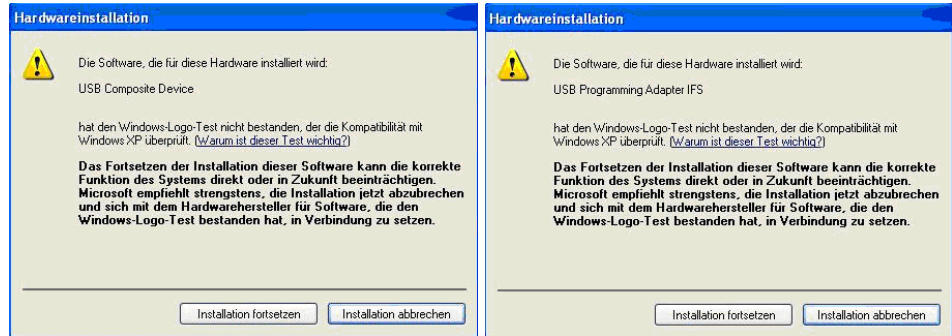 Hardwareinstallation
Die Software, die für diese Hardware installiert wird:
USB Composite Device
hat den Windows-Logo-Test nicht bestanden, der die Kompatibilität mit
Windows XP überprüft. (Warum ist dieser Test wichtig?)
Das Fortsetzen der Installation dieser Software kann die korrekte
Funktion des Systems direkt oder in Zukunft beeinträchtigen.
Microsoft empfiehlt strengstens, die Installation jetzt abzubrechen
und sich mit dem Hardwarehersteller für Software, die den
Windows-Logo-Test bestanden hat, in Verbindung zu setzen.
Installation fortsetzen
Installation abbrechen
Hardwareinstallation
Die Software, die für diese Hardware installiert wird:
USB Programming Adapter IFS
hat den Windows-Logo-Test nicht bestanden, der die Kompatibilität mit
Windows XP überprüft. (Warum ist dieser Test wichtig?)
Das Fortsetzen der Installation dieser Software kann die korrekte
Funktion des Systems direkt oder in Zukunft beeinträchtigen.
Microsoft empfiehlt strengstens, die Installation jetzt abzubrechen
und sich mit dem Hardwarehersteller für Software, die den
Windows-Logo-Test bestanden hat, in Verbindung zu setzen.
Installation fortsetzen
Installation abbrechen